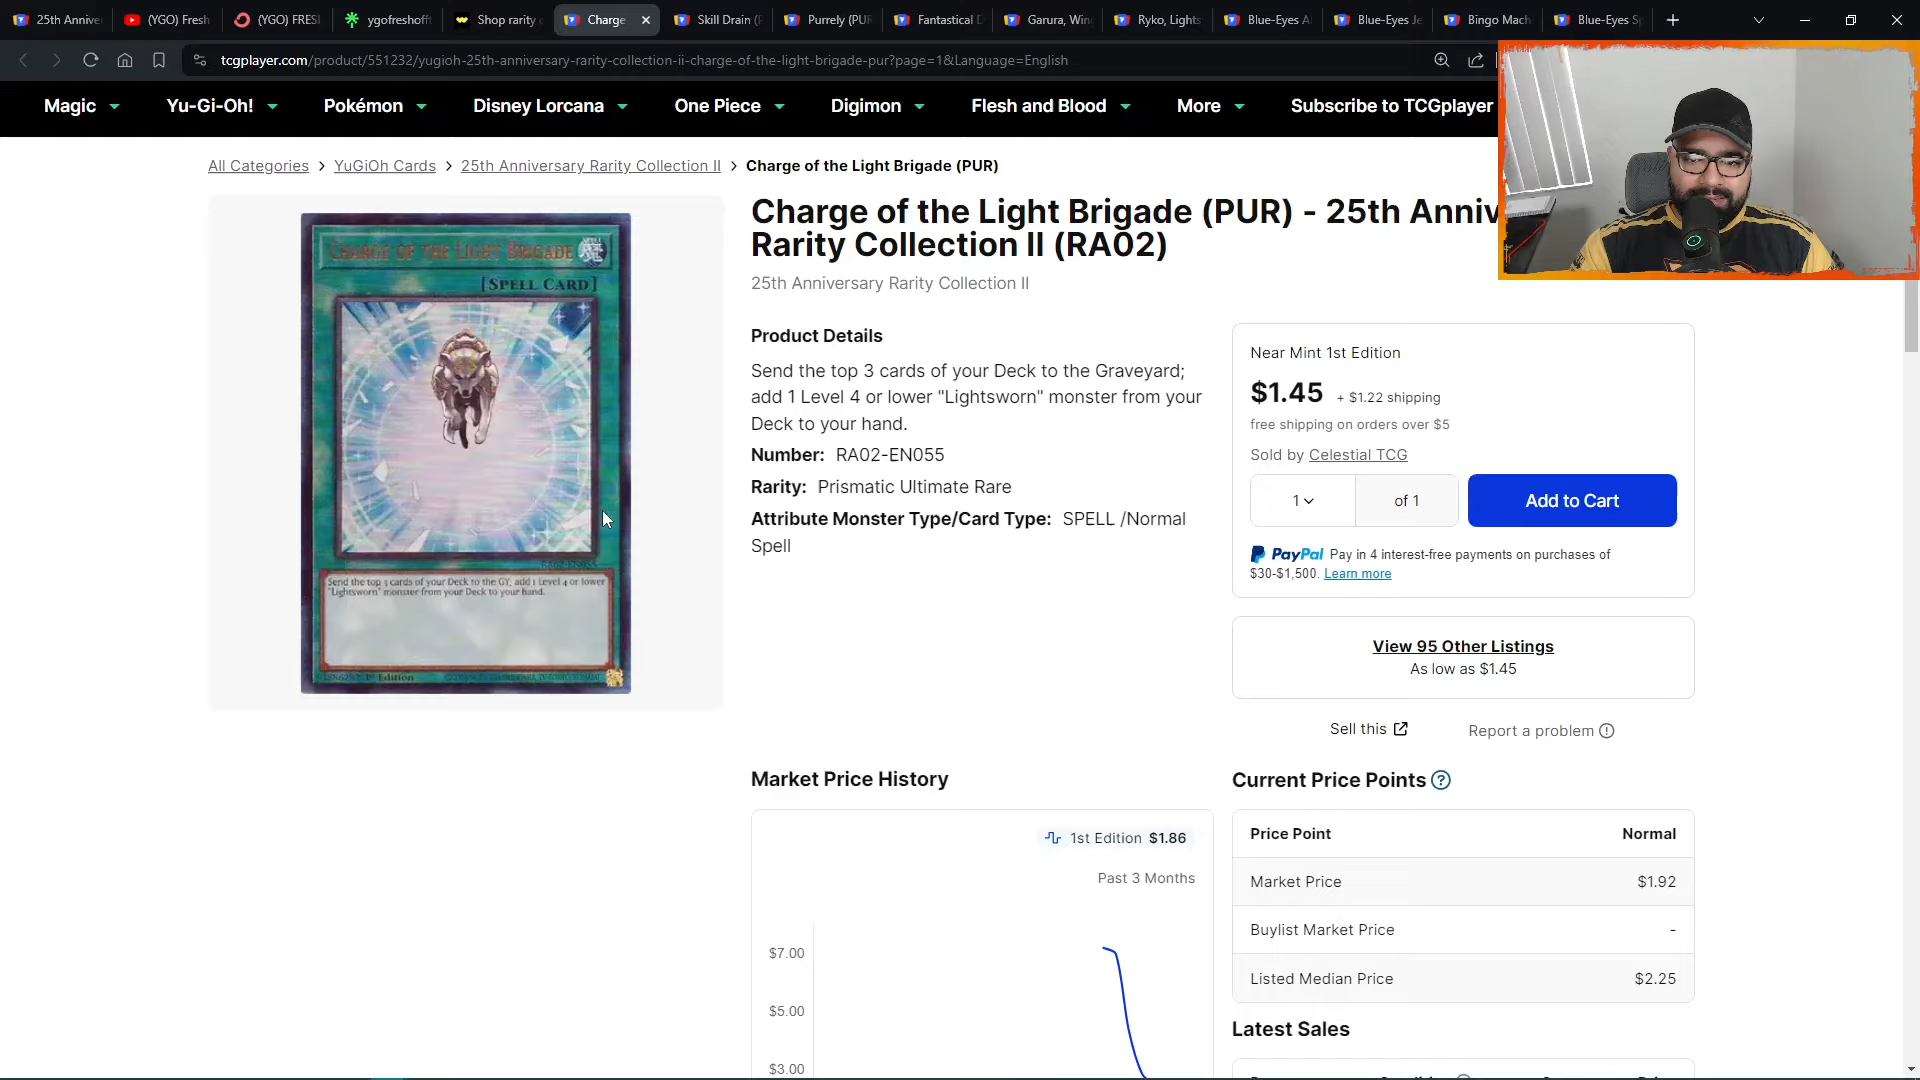 25th Anniver
(YGO) Fresh
(YGO) FRES
ygofreshoff
Shop rarity
Charge
Skill Drain (F
Purrely (PUR
Fantastical D
Garura, Win
Ryko, Lights
Blue-Eyes A
Blue-Eyes Je
Bingo Mach
Blue-Eyes S
tcgplayer.com/product/551232/yugioh-25th-anniversary-rarity-collection-ii-charge-of-the-light-brigade-pur?page=1&Language=English
Magic
Yu-Gi-Oh!
Pokémon
Disney Lorcana
One Piece
Digimon
Flesh and Blood
More
Subscribe to TCGplayer
All Categories > YuGiOh Cards > 25th Anniversary Rarity Collection II > Charge of the Light Brigade (PUR)
CHARGE OF THE LIGHT BRIGADE
[SPELL CARD]
Send the top 3 cards of your Deck to the GY; add 1 Level 4 or lower
"Lightsworn" monster from your Deck to your hand.
1st Edition
Charge of the Light Brigade (PUR) - 25th Anniv
Rarity Collection II (RA02)
25th Anniversary Rarity Collection II
Product Details
Send the top 3 cards of your Deck to the Graveyard;
add 1 Level 4 or lower "Lightsworn" monster from your
Deck to your hand.
Number: RA02-EN055
Rarity: Prismatic Ultimate Rare
Attribute Monster Type/Card Type: SPELL /Normal
Spell
Near Mint 1st Edition
$1.45 + $1.22 shipping
free shipping on orders over $5
Sold by Celestial TCG
1
of 1
Add to Cart
PayPal Pay in 4 interest-free payments on purchases of
$30-$1,500. Learn more
View 95 Other Listings
As low as $1.45
Sell this
Report a problem
Market Price History
1st Edition $1.86
Past 3 Months
$7.00
$5.00
$3.00
Current Price Points
Price Point Normal
Market Price $1.92
Buylist Market Price -
Listed Median Price $2.25
Latest Sales